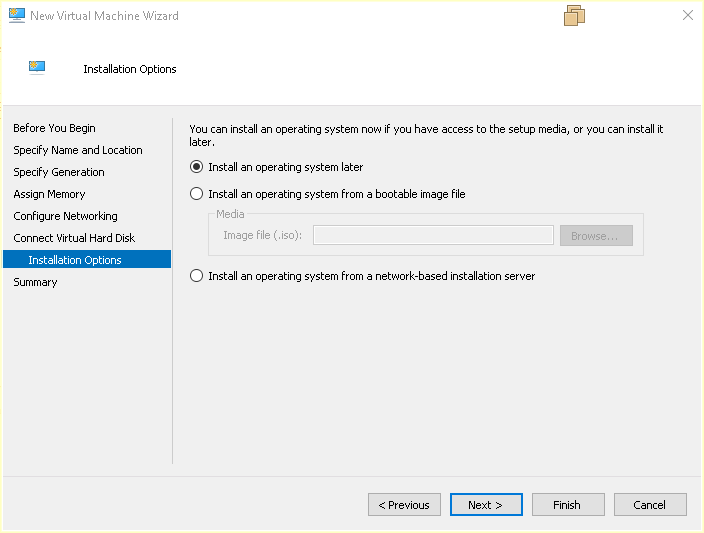 New Virtual Machine Wizard
Installation Options
Before You Begin
Specify Name and Location
Specify Generation
Assign Memory
Configure Networking
Connect Virtual Hard Disk
Installation Options
Summary
You can install an operating system now if you have access to the setup media, or you can install it
later.
Install an operating system later
Install an operating system from a bootable image file
Media
Image file (.iso):
Browse...
Install an operating system from a network-based installation server
< Previous
Next >
Finish
Cancel